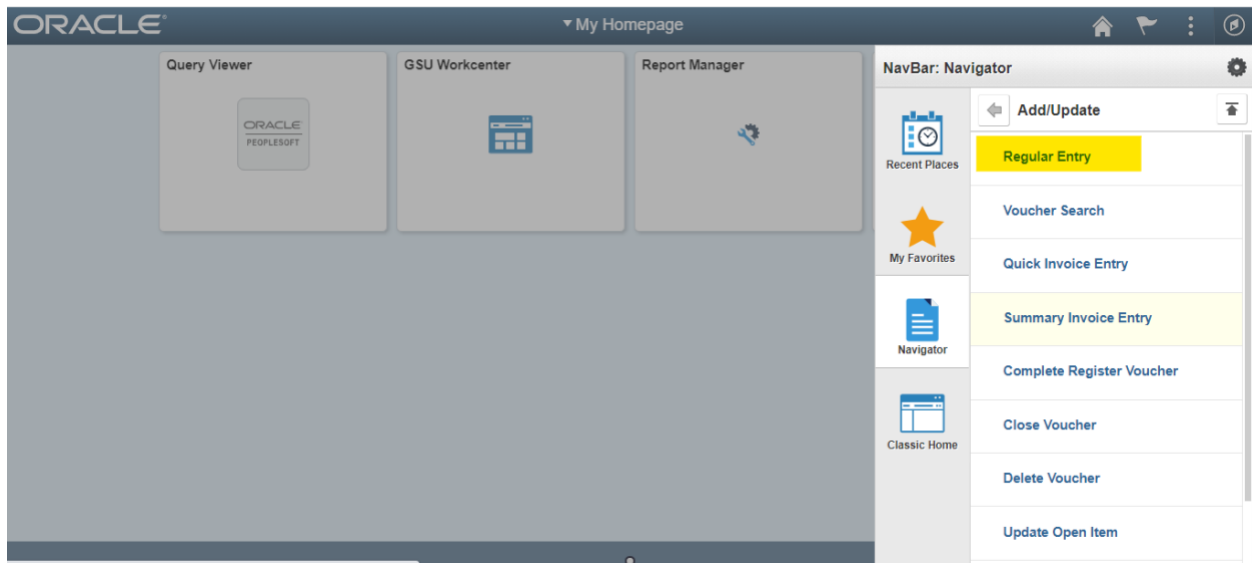 ORACLE
My Homepage
Query Viewer
GSU Workcenter
Report Manager
ORACLE
PEOPLESOFT
NavBar: Navigator
Recent Places
My Favorites
Navigator
Classic Home
Add/Update
Regular Entry
Voucher Search
Quick Invoice Entry
Summary Invoice Entry
Complete Register Voucher
Close Voucher
Delete Voucher
Update Open Item